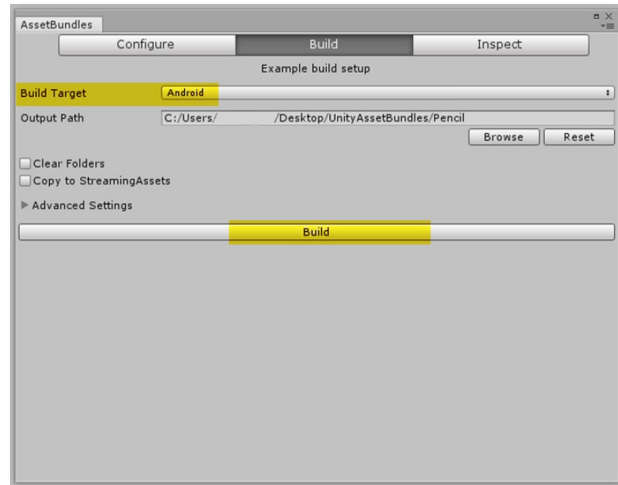 AssetBundles
Configure Build Inspect
Example build setup
Build Target Android
Output Path C:/Users/ /Desktop/UnityAssetBundles/Pencil
Browse Reset
Clear Folders
Copy to StreamingAssets
Advanced Settings
Build